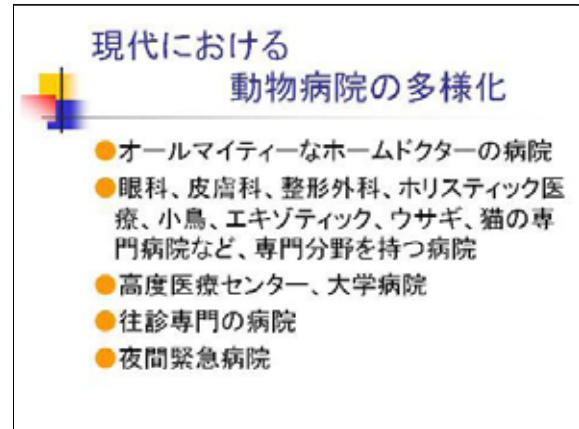 現代における
動物病院の多様化
●オールマイティーなホームドクターの病院
●眼科、皮膚科、整形外科、ホリスティック医
療、小鳥、エキゾティック、ウサギ、猫の専
門病院など、専門分野を持つ病院
●高度医療センター、大学病院
●往診専門の病院
●夜間緊急病院